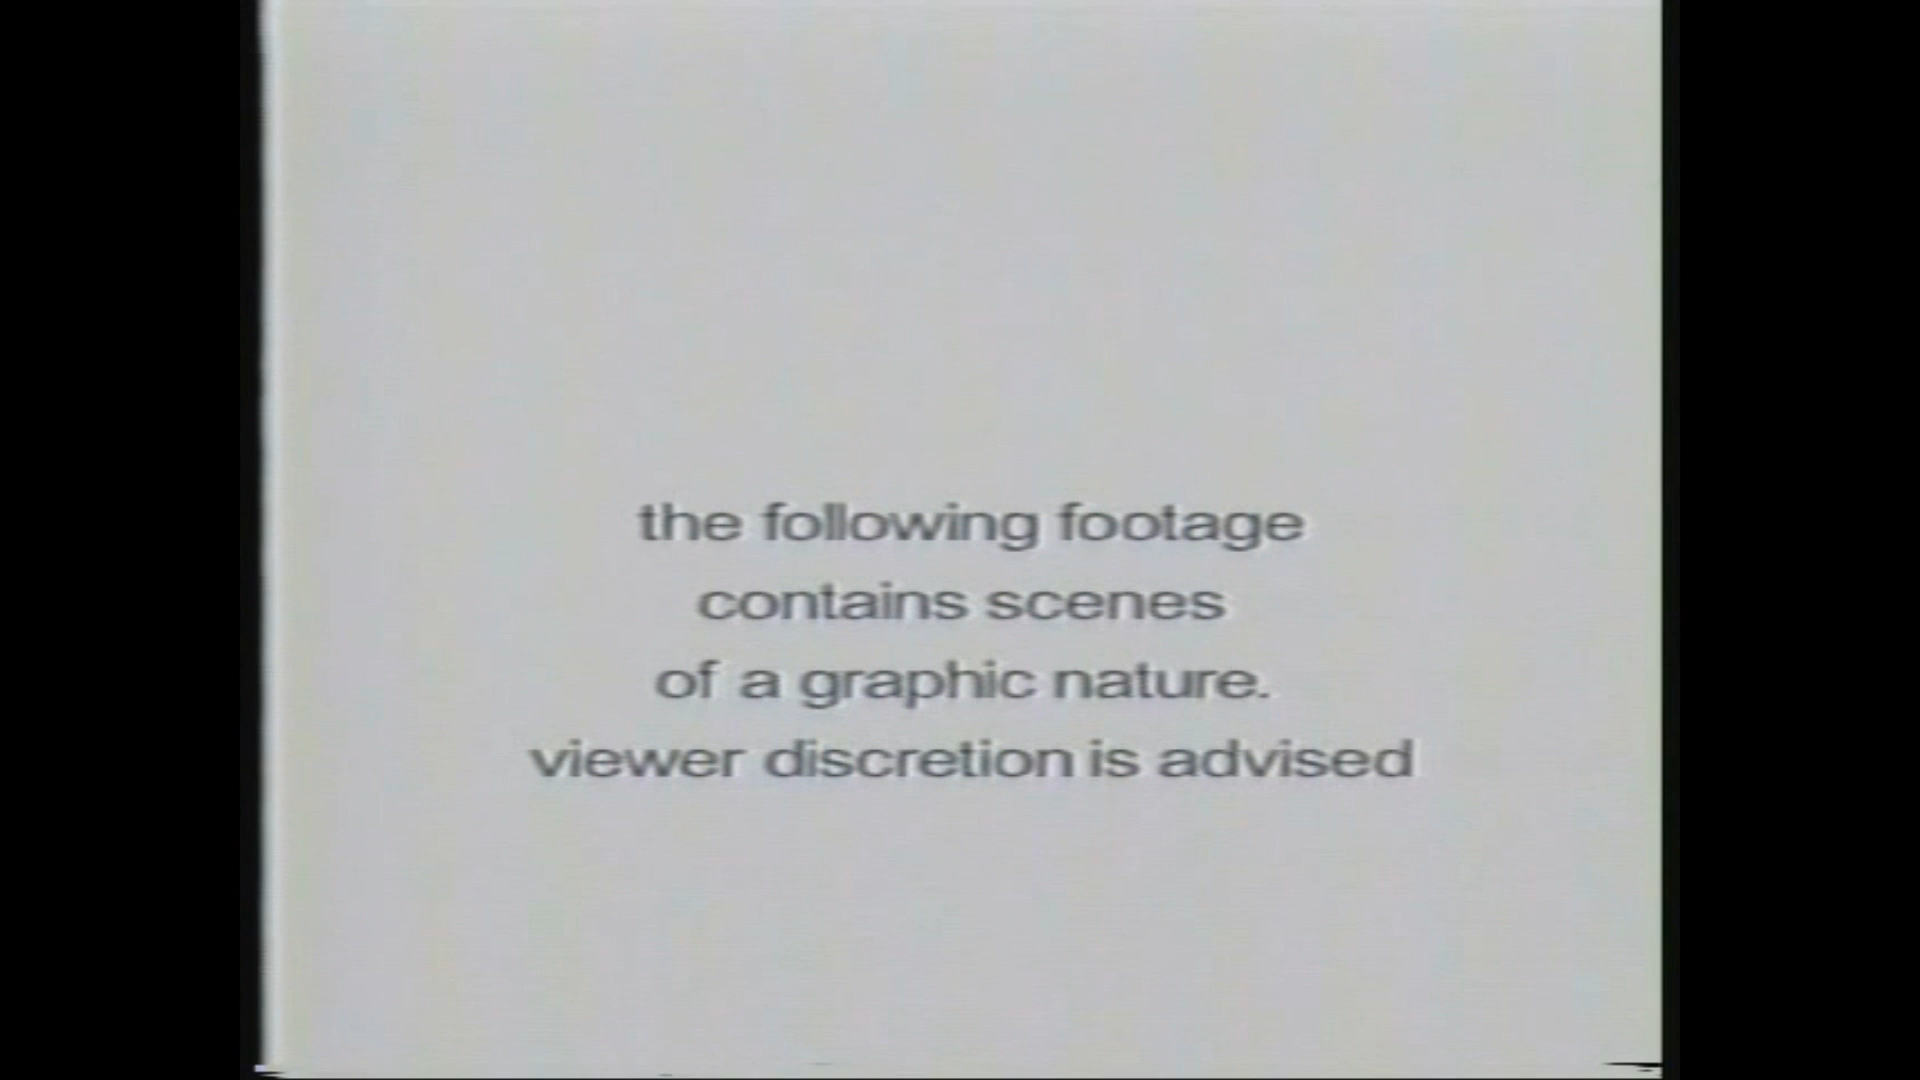 the following footage
contains scenes
of a graphic nature.
viewer discretion is advised